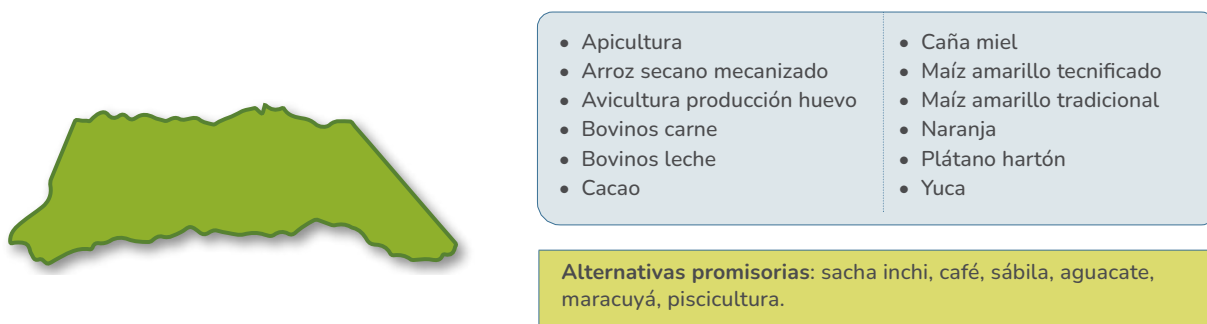 • Apicultura
• Arroz secano mecanizado
• Avicultura producción huevo
• Bovinos carne
• Bovinos leche
• Cacao
• Caña miel
• Maíz amarillo tecnificado
• Maíz amarillo tradicional
• Naranja
• Plátano hartón
• Yuca
Alternativas promisorias: sacha inchi, café, sábila, aguacate,
maracuyá, piscicultura.